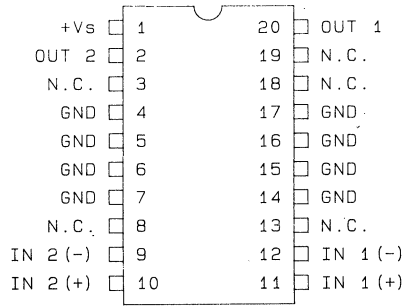 +Vs 1 20 OUT 1
OUT 2 2 19 N.C.
N.C. 3 18 N.C.
GND 4 17 GND
GND 5 16 GND
GND 6 15 GND
GND 7 14 GND
N.C. 8 13 N.C.
IN 2(-) 9 12 IN 1(-)
IN 2(+) 10 11 IN 1(+)